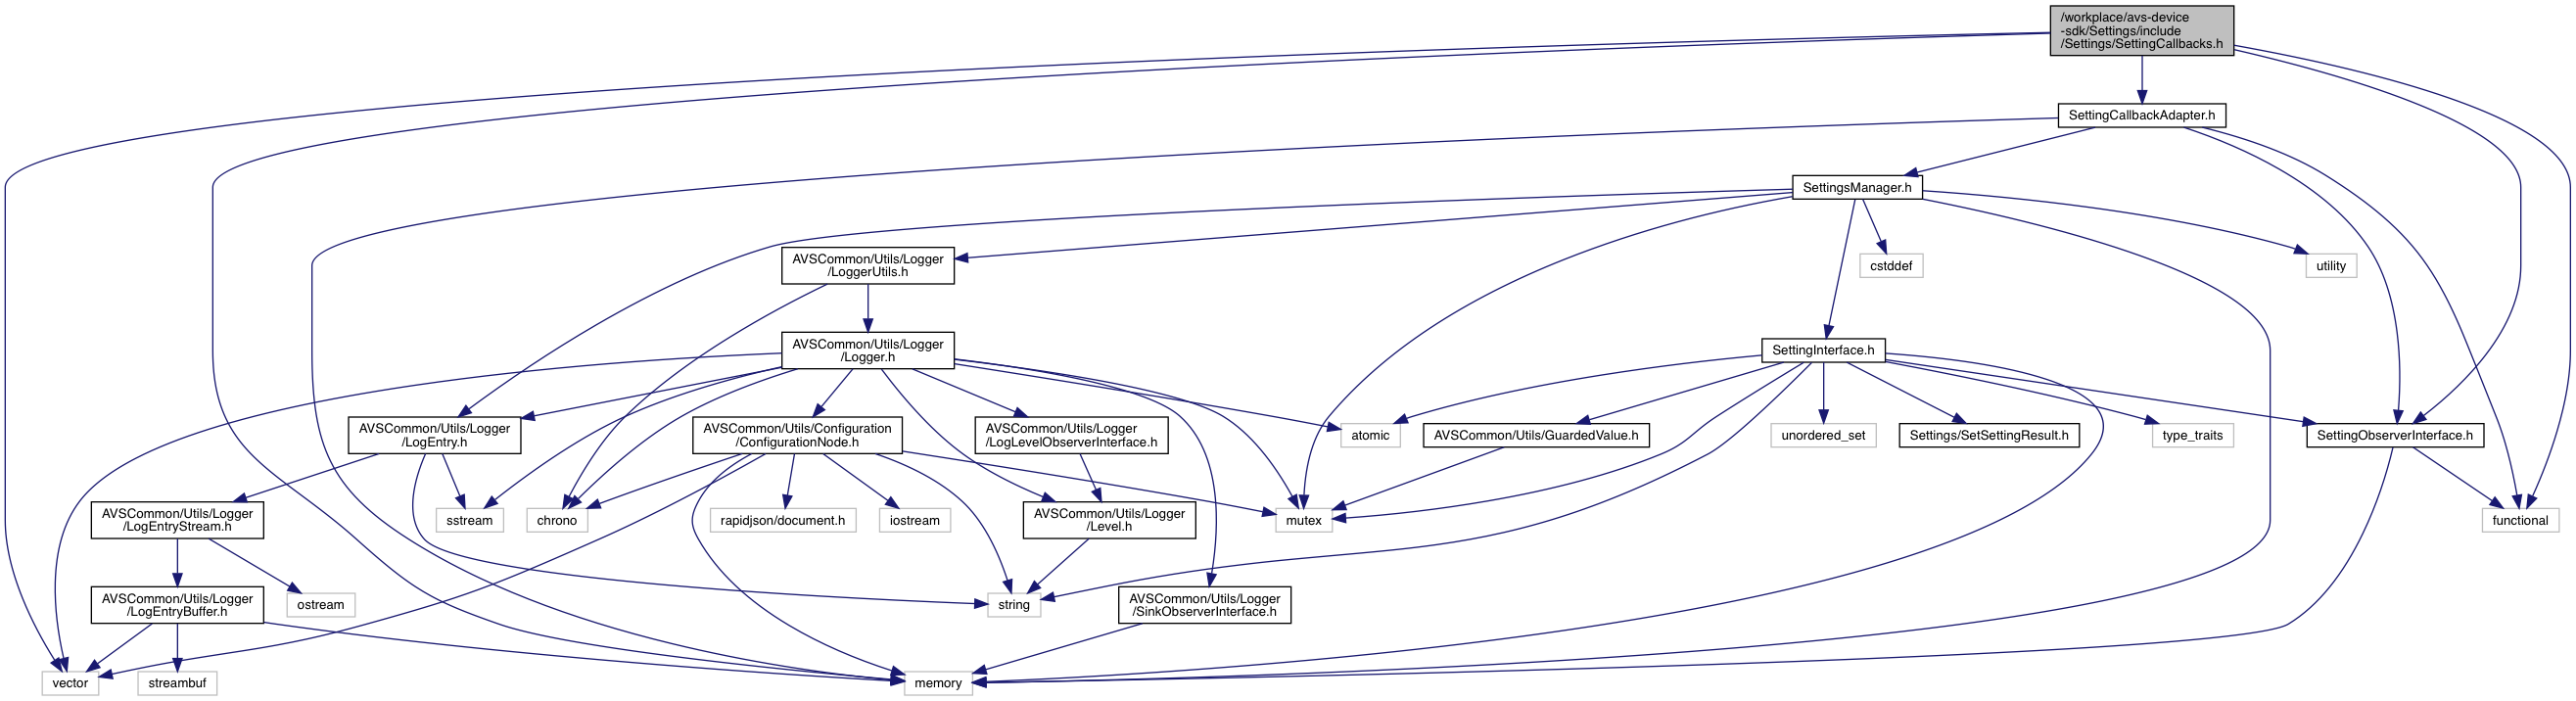 /workplace/avs-device
-sdk/Settings/include
/Settings/SettingCallbacks.h
SettingCallbackAdapter.h
SettingsManager.h
AVSCommon/Utils/Logger
/LoggerUtils.h
cstddef
utility
AVSCommon/Utils/Logger
/Logger.h
SettingInterface.h
AVSCommon/Utils/Logger
/LogEntry.h
AVSCommon/Utils/Configuration
/ConfigurationNode.h
AVSCommon/Utils/Logger
/LogLevelObserverInterface.h
atomic
AVSCommon/Utils/GuardedValue.h
unordered_set
Settings/SetSettingResult.h
type_traits
SettingObserverInterface.h
AVSCommon/Utils/Logger
/LogEntryStream.h
sstream
chrono
rapidjson/document.h
iostream
AVSCommon/Utils/Logger
/Level.h
mutex
functional
AVSCommon/Utils/Logger
/LogEntryBuffer.h
ostream
string
AVSCommon/Utils/Logger
/SinkObserverInterface.h
vector
streambuf
memory